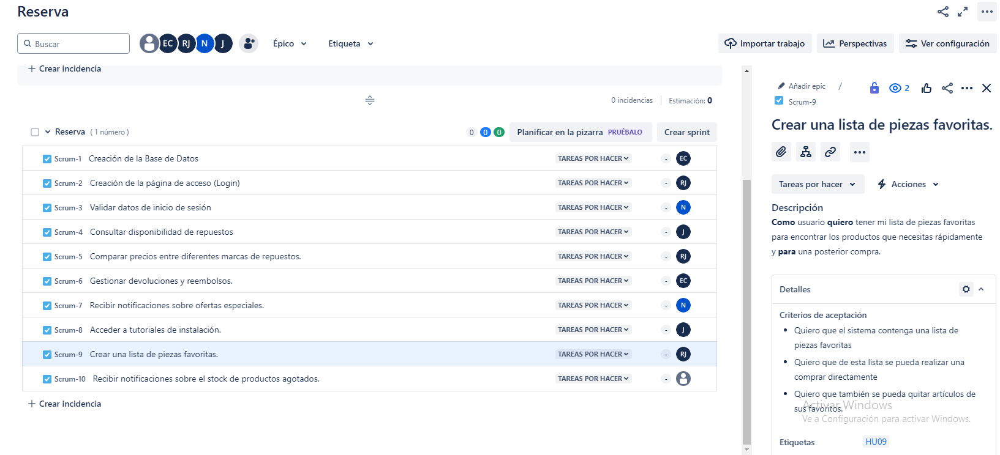 Reserva
Buscar
EC RJ N J
Épico
Etiqueta
Importar trabajo
Perspectivas
Ver configuración
+ Crear incidencia
0 incidencias
Estimación: 0
Reserva ( 1 número )
0 0 0
Planificar en la pizarra PRUÉBALO
Crear sprint
Scrum-1 Creación de la Base de Datos TAREAS POR HACER - EC
Scrum-2 Creación de la página de acceso (Login) TAREAS POR HACER - RJ
Scrum-3 Validar datos de inicio de sesión TAREAS POR HACER - N
Scrum-4 Consultar disponibilidad de repuestos TAREAS POR HACER - J
Scrum-5 Comparar precios entre diferentes marcas de repuestos. TAREAS POR HACER - RJ
Scrum-6 Gestionar devoluciones y reembolsos. TAREAS POR HACER - EC
Scrum-7 Recibir notificaciones sobre ofertas especiales. TAREAS POR HACER - N
Scrum-8 Acceder a tutoriales de instalación. TAREAS POR HACER - J
Scrum-9 Crear una lista de piezas favoritas. TAREAS POR HACER - RJ
Scrum-10 Recibir notificaciones sobre el stock de productos agotados. TAREAS POR HACER -
+ Crear incidencia
Añadir epic /
2
Scrum-9
Crear una lista de piezas favoritas.
Tareas por hacer
Acciones
Descripción
Como usuario quiero tener mi lista de piezas favoritas
para encontrar los productos que necesitas rápidamente
y para una posterior compra.
Detalles
Criterios de aceptación
• Quiero que el sistema contenga una lista de
piezas favoritas
• Quiero que de esta lista se pueda realizar una
comprar directamente
• Quiero que también se pueda quitar artículos de
sus favoritos.
Activar Windows
Ve a Configuración para activar Windows.
Etiquetas HU09